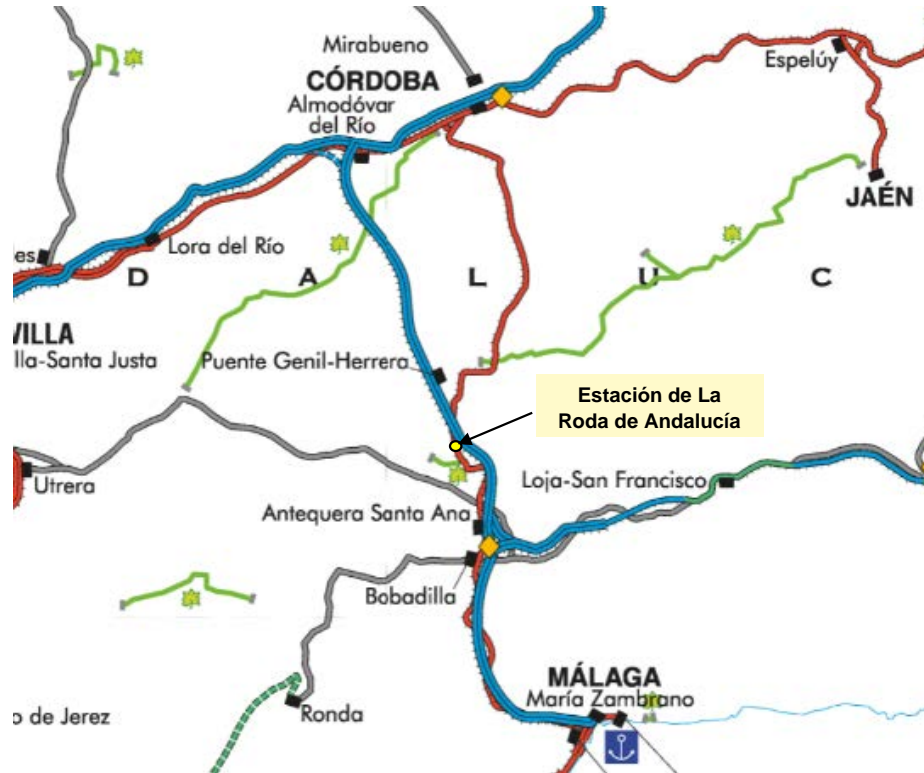 Mirabueno
CÓRDOBA
Almodóvar
del Río
Espelúy
JAÉN
es
Lora del Río
D A L U C
VILLA
lla-Santa Justa
Puente Genil-Herrera
Estación de La
Roda de Andalucía
Utrera
Loja-San Francisco
Antequera Santa Ana
Bobadilla
MÁLAGA
María Zambrano
o de Jerez
Ronda